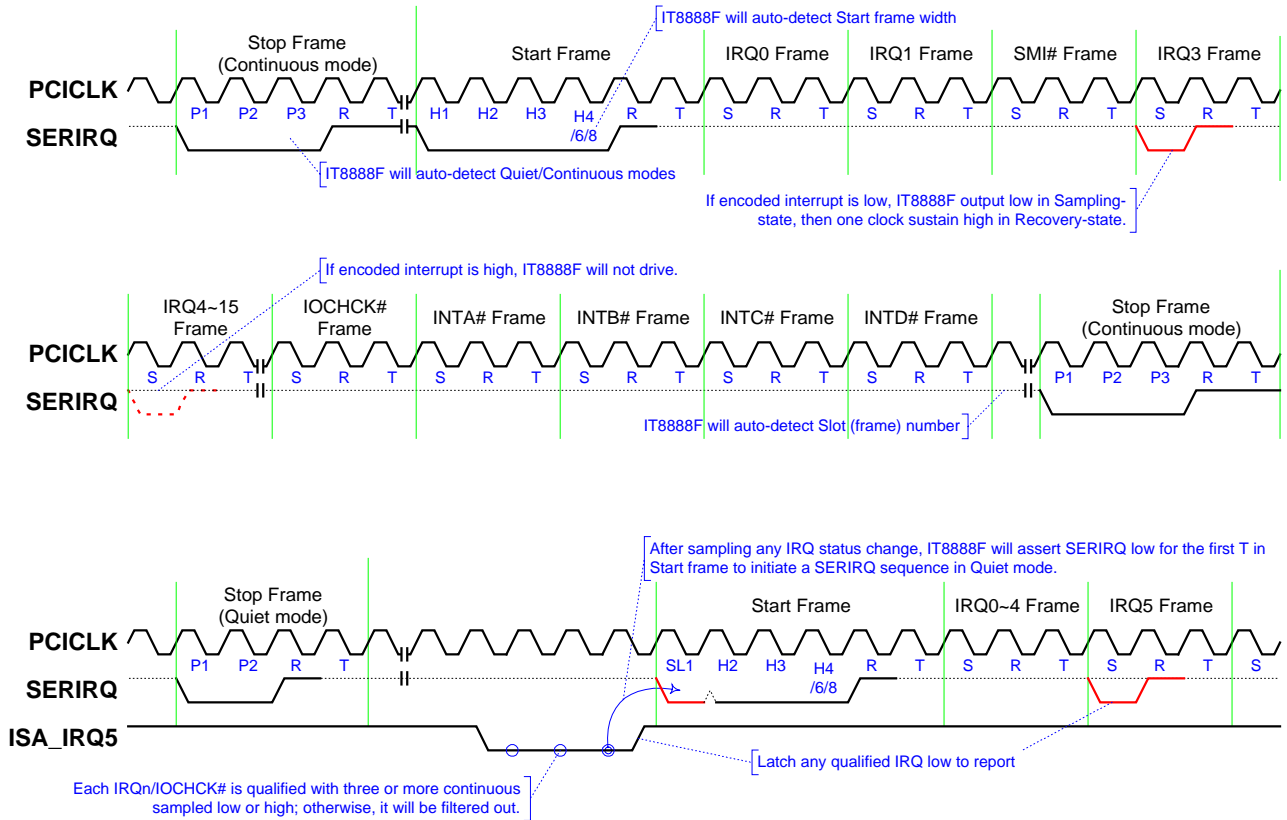 IT8888F will auto-detect Start frame width
Stop Frame
(Continuous mode)
Start Frame
IRQ0 Frame
IRQ1 Frame
SMI# Frame
IRQ3 Frame
PCICLK
P1 P2 P3 R T H1 H2 H3 H4 R T S R T S R T S R T S R T
/6/8
SERIRQ
IT8888F will auto-detect Quiet/Continuous modes
If encoded interrupt is low, IT8888F output low in Sampling-
state, then one clock sustain high in Recovery-state.
If encoded interrupt is high, IT8888F will not drive.
IRQ4~15
Frame
IOCHCK#
Frame
INTA# Frame
INTB# Frame
INTC# Frame
INTD# Frame
Stop Frame
(Continuous mode)
PCICLK
S R T S R T S R T S R T S R T S R T P1 P2 P3 R T
SERIRQ
IT8888F will auto-detect Slot (frame) number
After sampling any IRQ status change, IT8888F will assert SERIRQ low for the first T in
Start frame to initiate a SERIRQ sequence in Quiet mode.
Stop Frame
(Quiet mode)
Start Frame
IRQ0~4 Frame
IRQ5 Frame
PCICLK
P1 P2 R T SL1 H2 H3 H4 R T S R T S R T S
/6/8
SERIRQ
ISA_IRQ5
Latch any qualified IRQ low to report
Each IRQn/IOCHCK# is qualified with three or more continuous
sampled low or high; otherwise, it will be filtered out.